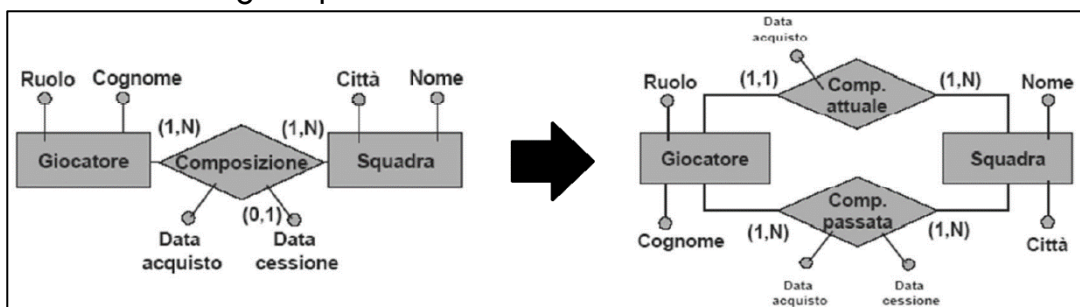 Ruolo Cognome
Città Nome
(1,N) (1,N)
Giocatore Composizione Squadra
(0,1)
Data acquisto
Data cessione
Data acquisto
Ruolo (1,1) Comp. attuale (1,N) Nome
Giocatore Squadra
Cognome (1,N) Comp. passata (1,N) Città
Data acquisto
Data cessione